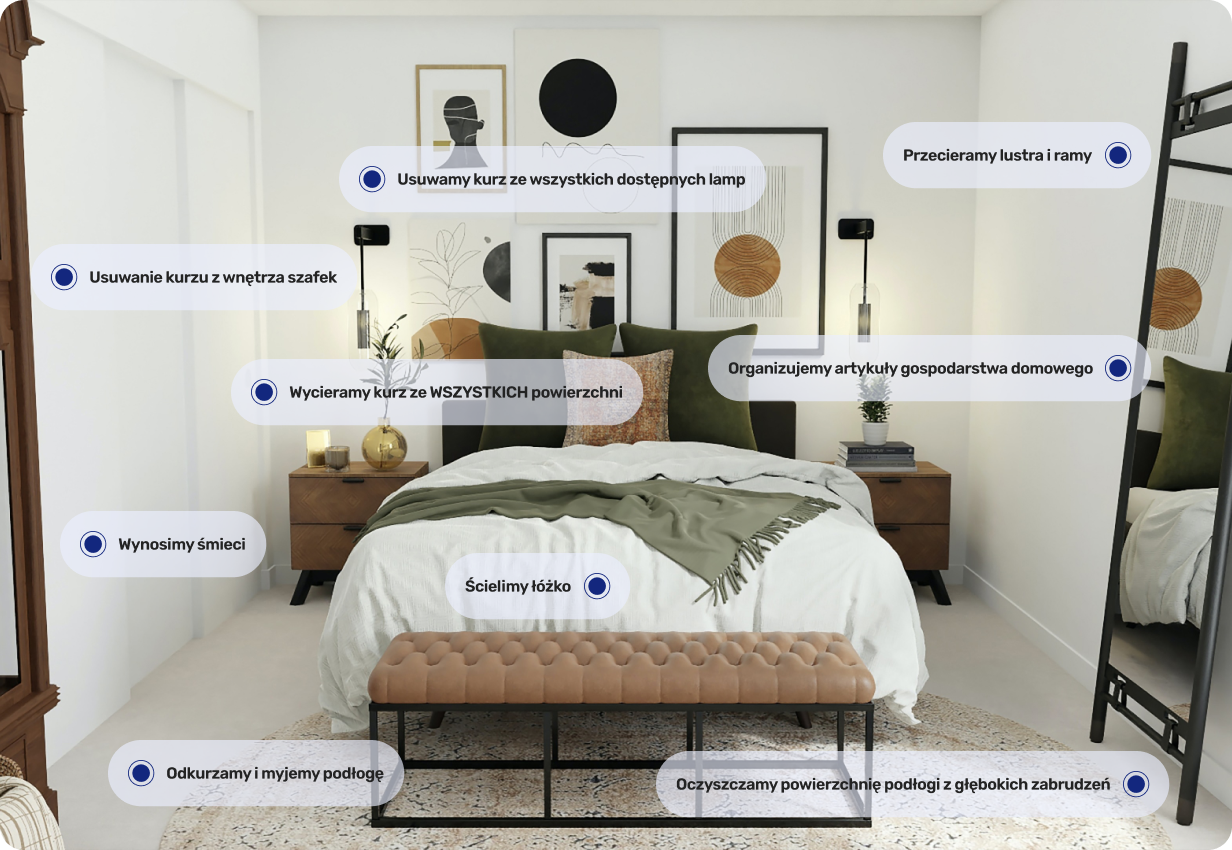 Przecieramy lustra i ramy
Usuwamy kurz ze wszystkich dostępnych lamp
Usuwanie kurzu z wnętrza szafek
Organizujemy artykuły gospodarstwa domowego
Wycieramy kurz ze WSZYSTKICH powierzchni
Wynosimy śmieci
Ścielimy łóżko
Odkurzamy i myjemy podłogę
Oczyszczamy powierzchnię podłogi z głębokich zabrudzeń